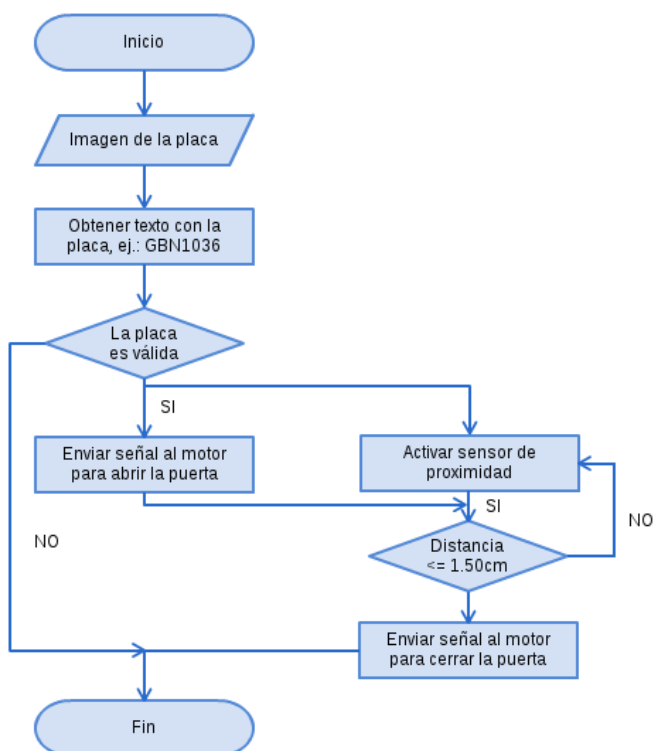 Inicio
Imagen de la placa
Obtener texto con la
placa, ej.: GBN1036
La placa
es válida
SI
Enviar señal al motor
para abrir la puerta
Activar sensor de
proximidad
SI
NO
NO
Distancia
<= 1.50cm
Enviar señal al motor
para cerrar la puerta
Fin